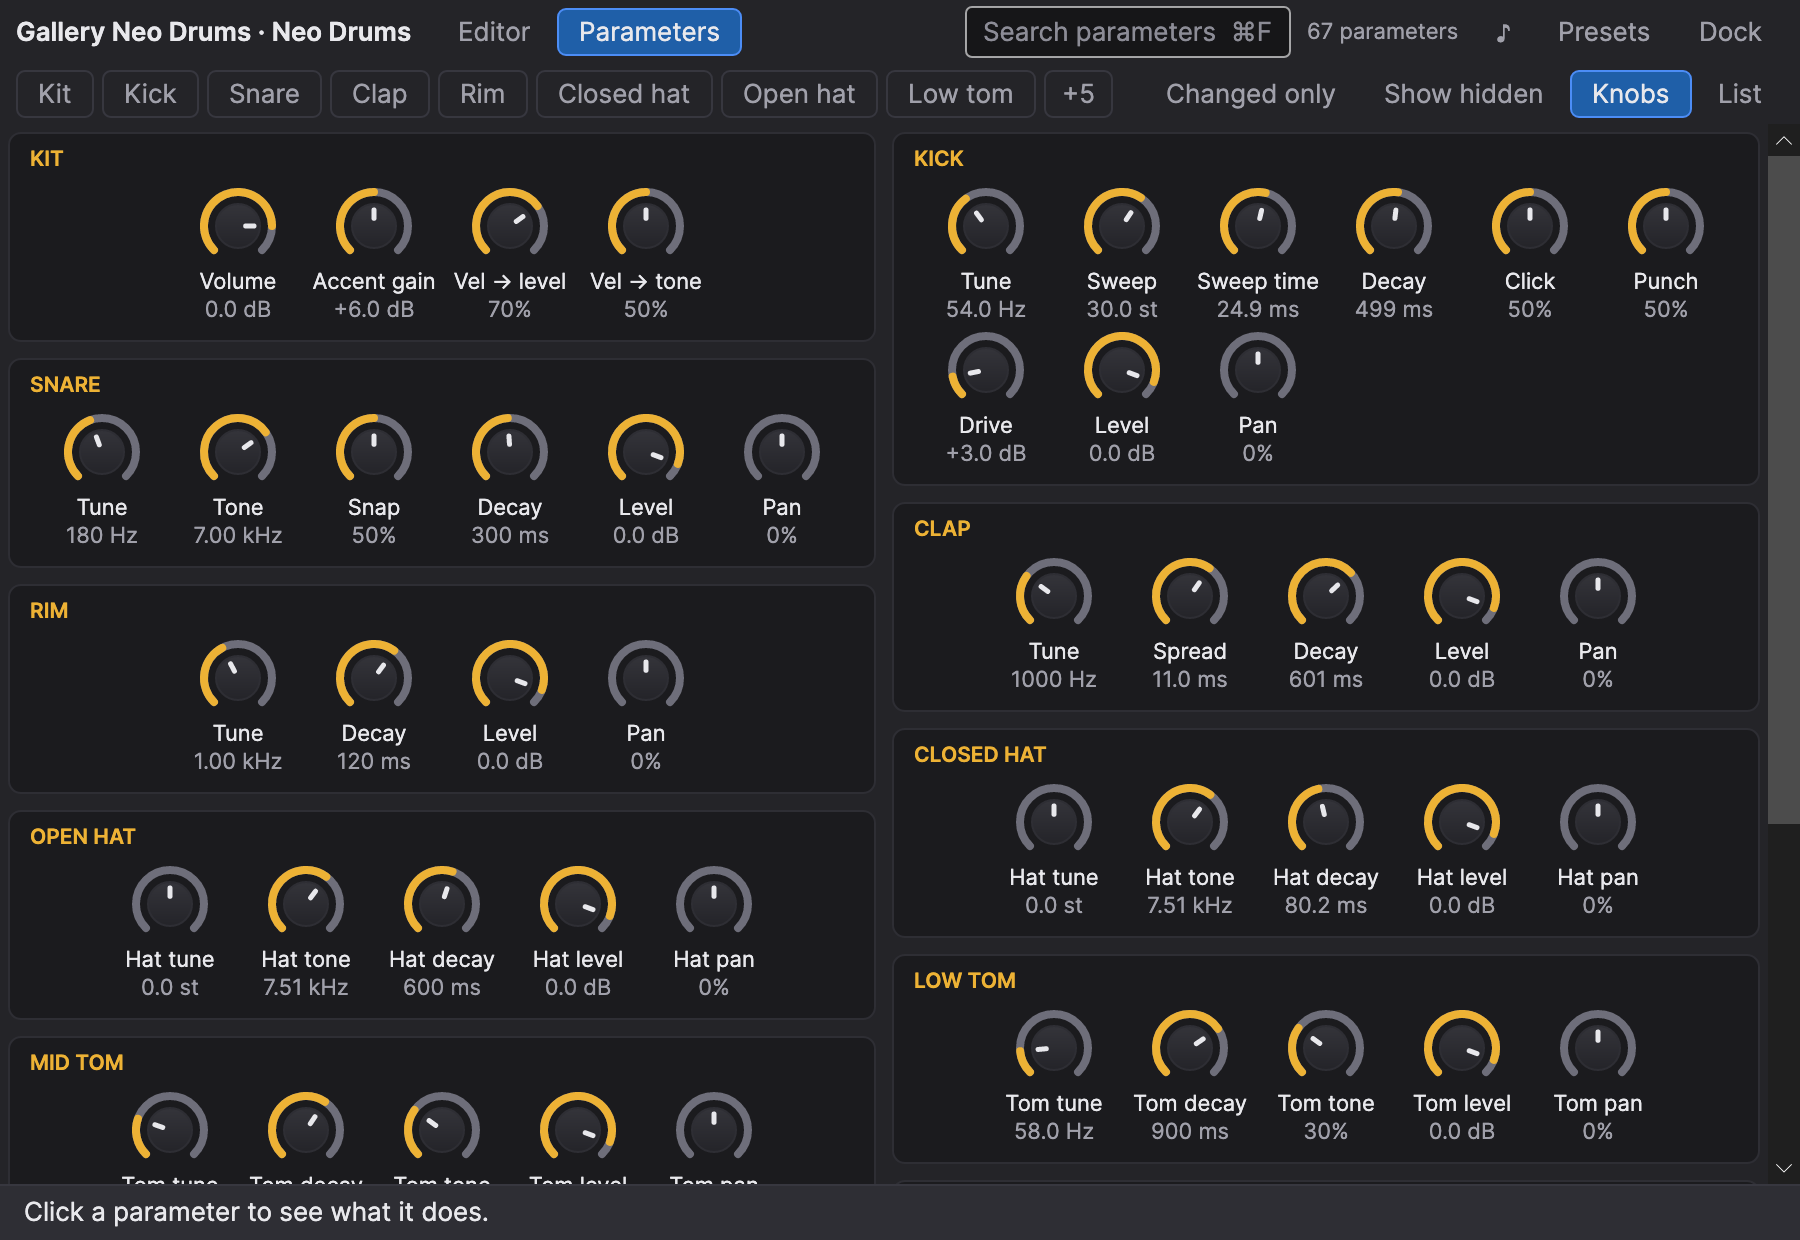 Gallery Neo Drums · Neo Drums Editor Parameters Search parameters ⌘F 67 parameters ♪ Presets Dock
Kit Kick Snare Clap Rim Closed hat Open hat Low tom +5 Changed only Show hidden Knobs List
KIT
Volume Accent gain Vel → level Vel → tone
0.0 dB +6.0 dB 70% 50%
KICK
Tune Sweep Sweep time Decay Click Punch
54.0 Hz 30.0 st 24.9 ms 499 ms 50% 50%
Drive Level Pan
+3.0 dB 0.0 dB 0%
SNARE
Tune Tone Snap Decay Level Pan
180 Hz 7.00 kHz 50% 300 ms 0.0 dB 0%
CLAP
Tune Spread Decay Level Pan
1000 Hz 11.0 ms 601 ms 0.0 dB 0%
RIM
Tune Decay Level Pan
1.00 kHz 120 ms 0.0 dB 0%
CLOSED HAT
Hat tune Hat tone Hat decay Hat level Hat pan
0.0 st 7.51 kHz 80.2 ms 0.0 dB 0%
OPEN HAT
Hat tune Hat tone Hat decay Hat level Hat pan
0.0 st 7.51 kHz 600 ms 0.0 dB 0%
LOW TOM
Tom tune Tom decay Tom tone Tom level Tom pan
58.0 Hz 900 ms 30% 0.0 dB 0%
MID TOM
Tom tune Tom decay Tom tone Tom level Tom pan
Click a parameter to see what it does.